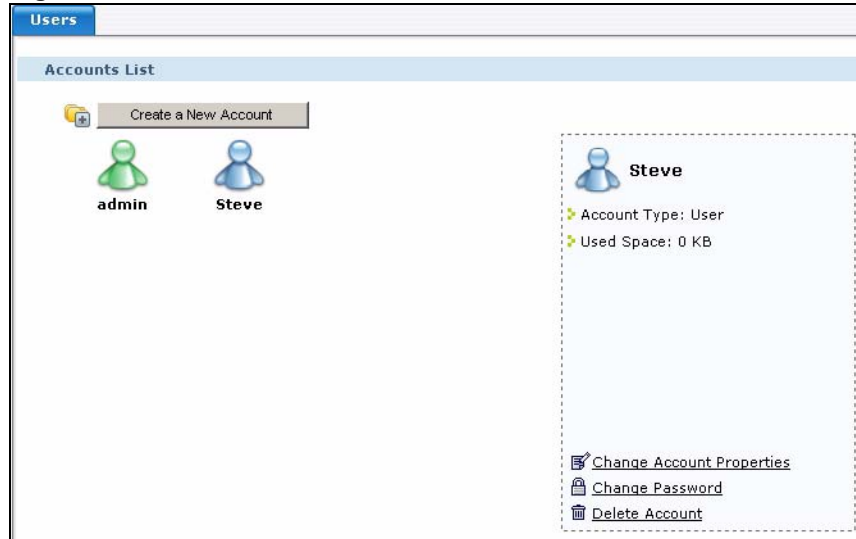 Users
Accounts List
Create a New Account
admin
Steve
Steve
Account Type: User
Used Space: 0 KB
Change Account Properties
Change Password
Delete Account